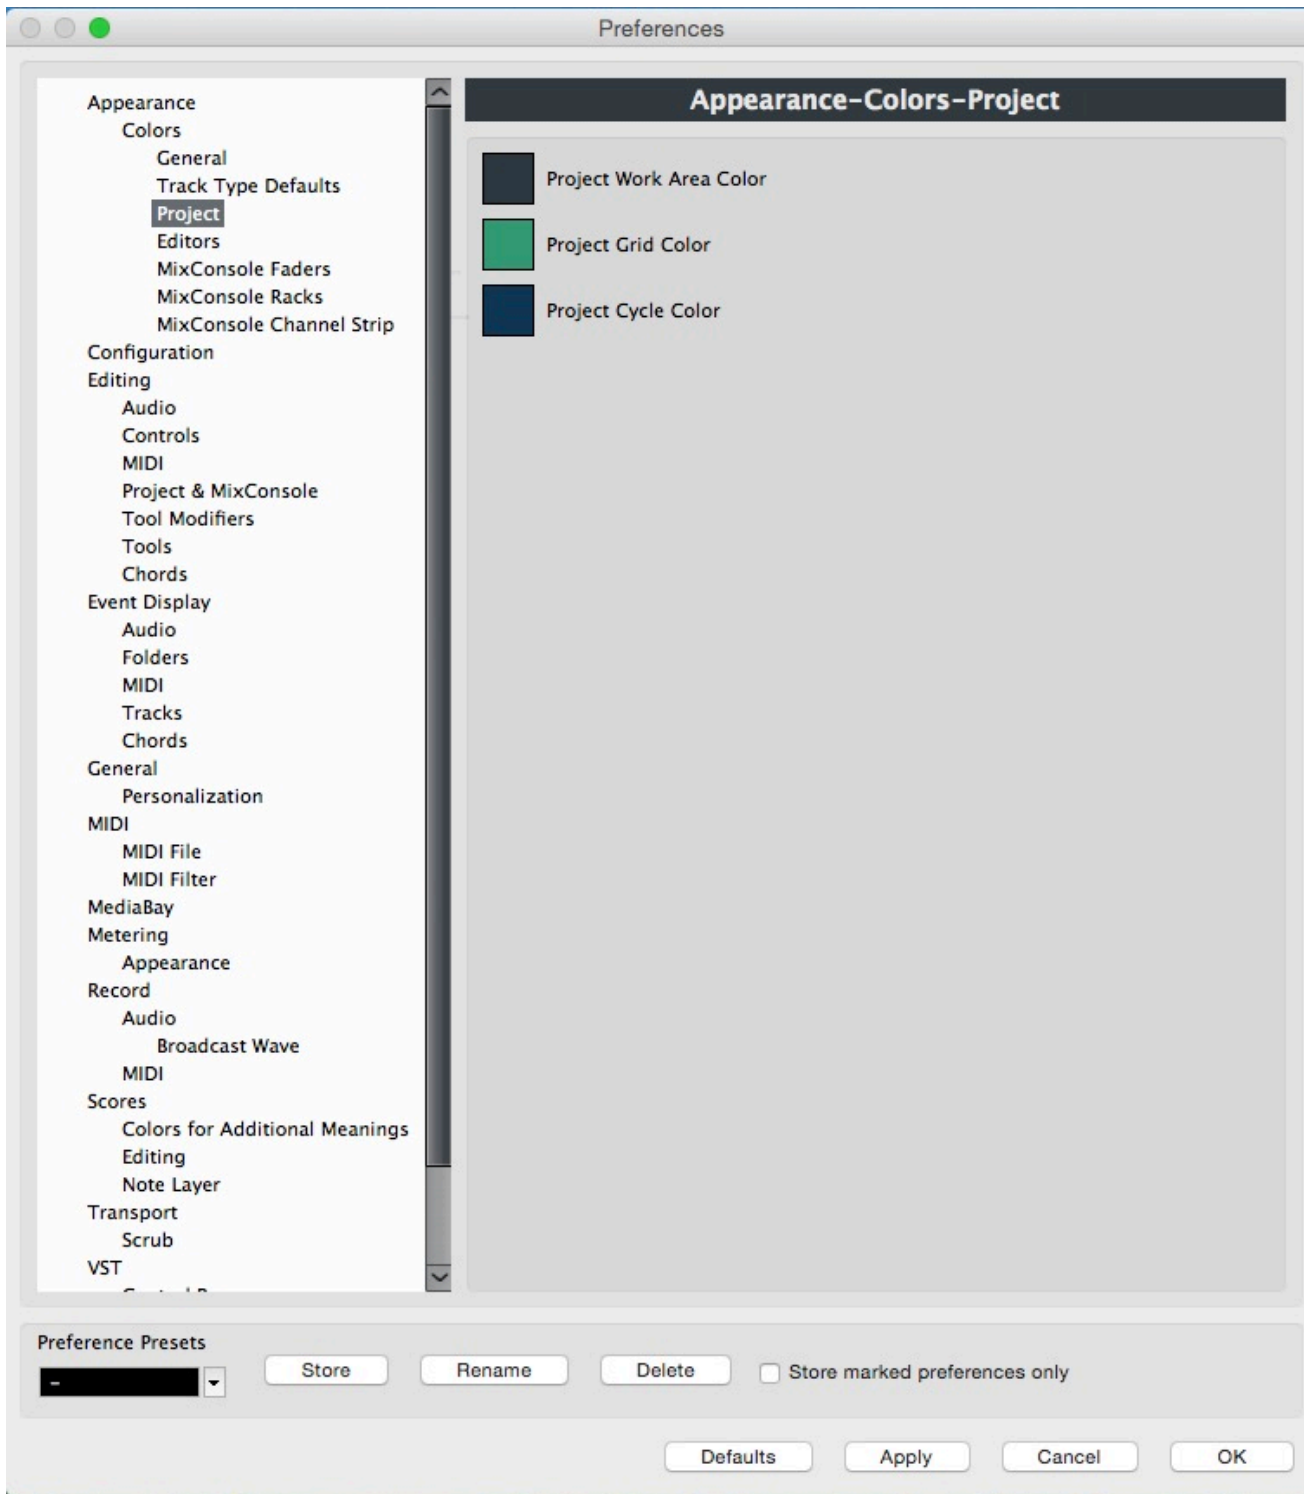 Preferences
Appearance
Colors
General
Track Type Defaults
Project
Editors
MixConsole Faders
MixConsole Racks
MixConsole Channel Strip
Configuration
Editing
Audio
Controls
MIDI
Project & MixConsole
Tool Modifiers
Tools
Chords
Event Display
Audio
Folders
MIDI
Tracks
Chords
General
Personalization
MIDI
MIDI File
MIDI Filter
MediaBay
Metering
Appearance
Record
Audio
Broadcast Wave
MIDI
Scores
Colors for Additional Meanings
Editing
Note Layer
Transport
Scrub
VST
Appearance-Colors-Project
Project Work Area Color
Project Grid Color
Project Cycle Color
Preference Presets
-
Store
Rename
Delete
Store marked preferences only
Defaults
Apply
Cancel
OK